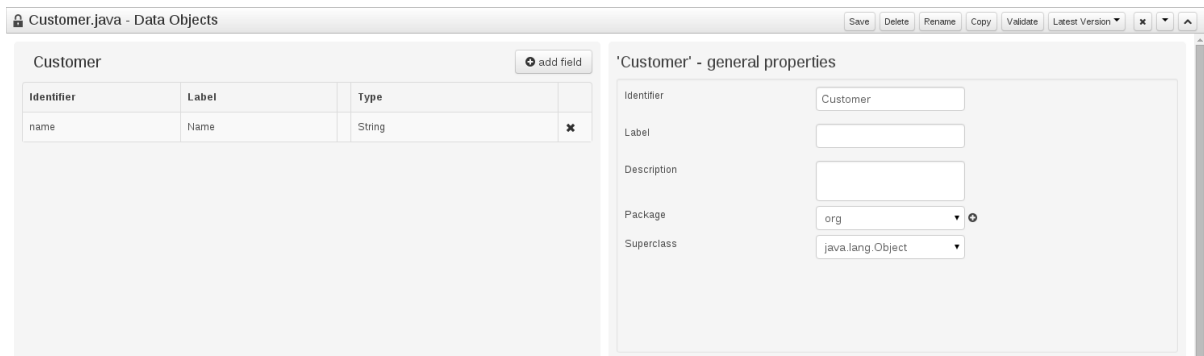 Customer.java - Data Objects
Save Delete Rename Copy Validate Latest Version
Customer
add field
Identifier Label Type
name Name String
'Customer' - general properties
Identifier Customer
Label
Description
Package org
Superclass java.lang.Object